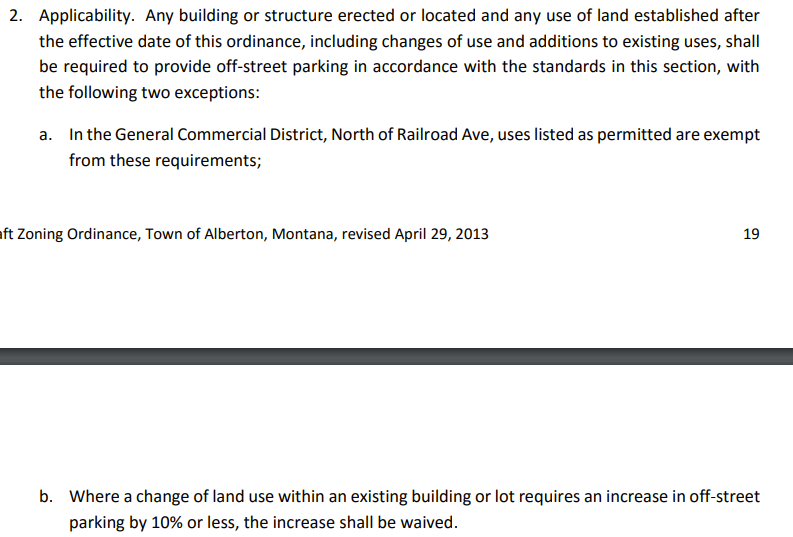 2. Applicability. Any building or structure erected or located and any use of land established after
the effective date of this ordinance, including changes of use and additions to existing uses, shall
be required to provide off-street parking in accordance with the standards in this section, with
the following two exceptions:
a. In the General Commercial District, North of Railroad Ave, uses listed as permitted are exempt
from these requirements;
aft Zoning Ordinance, Town of Alberton, Montana, revised April 29, 2013 19
b. Where a change of land use within an existing building or lot requires an increase in off-street
parking by 10% or less, the increase shall be waived.